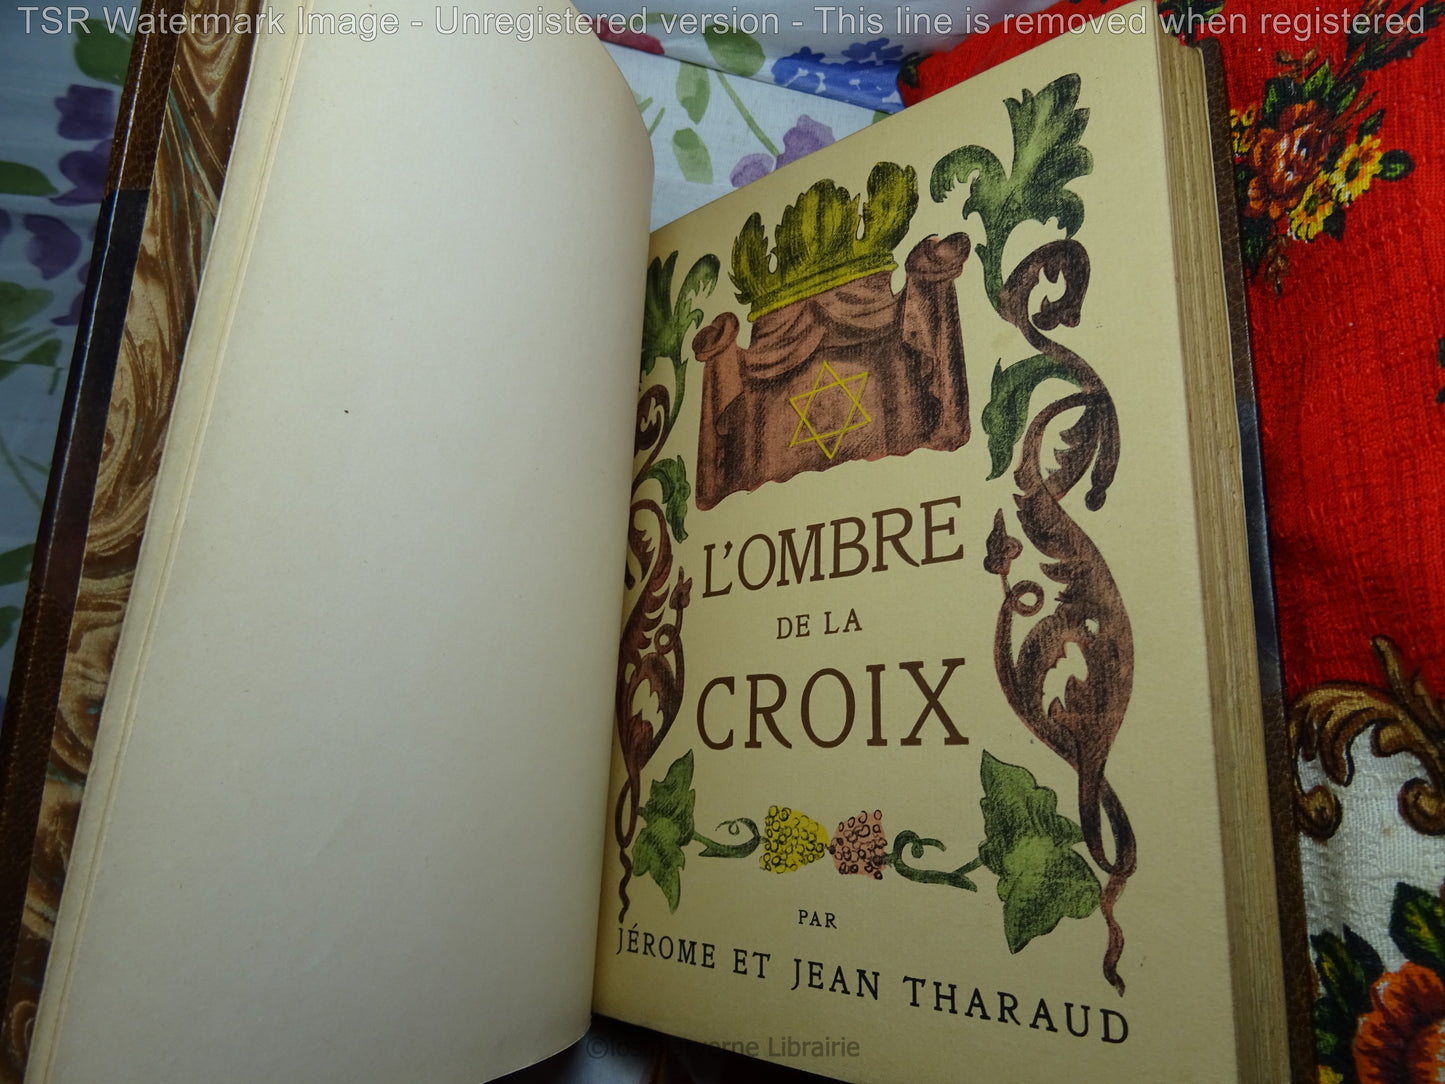 TSR Watermark Image - Unregistered version - This line is removed when registered
L'OMBRE
DE LA
CROIX
PAR
JÉROME ET JEAN THARAUD
Librairie